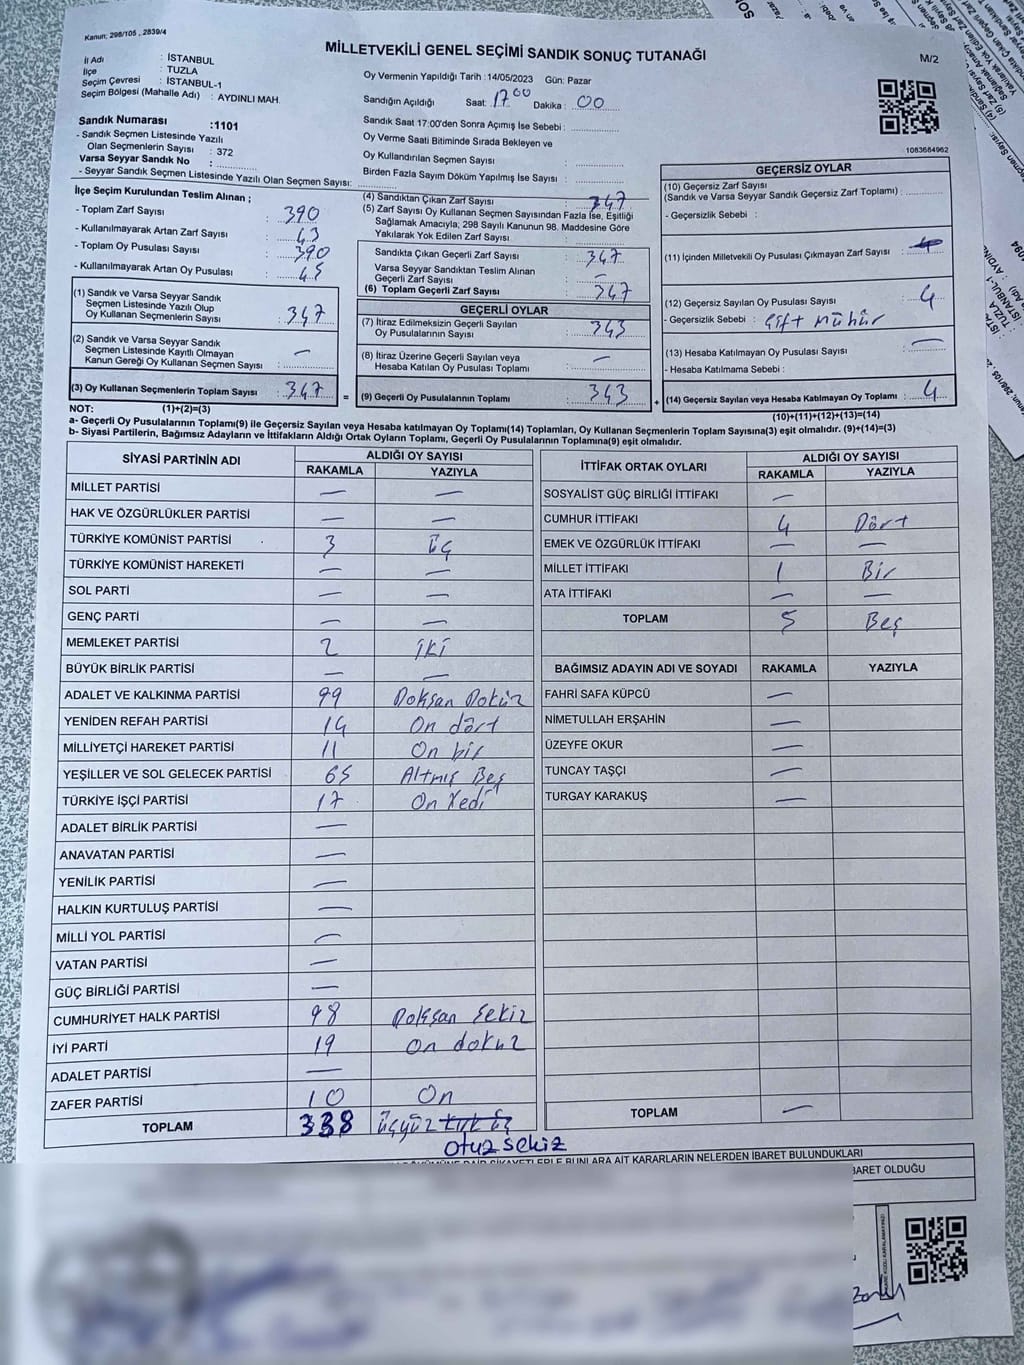 Kanun; 298/105 , 2839/4
MİLLETVEKİLİ GENEL SEÇİMİ SANDIK SONUÇ TUTANAĞI
M/2
İl Adı : İSTANBUL
İlçe : TUZLA
Seçim Çevresi : İSTANBUL-1
Seçim Bölgesi (Mahalle Adı) : AYDINLI MAH.
Oy Vermenin Yapıldığı Tarih : 14/05/2023 Gün: Pazar
Sandığın Açıldığı Saat: 17 00 Dakika : 00
Sandık Saat 17:00'den Sonra Açımış İse Sebebi :
Oy Verme Saati Bitiminde Sırada Bekleyen ve
Oy Kullandırılan Seçmen Sayısı :
Birden Fazla Sayım Döküm Yapılmış İse Sayısı :
1083684962
Sandık Numarası :1101
- Sandık Seçmen Listesinde Yazılı
Olan Seçmenlerin Sayısı : 372
Varsa Seyyar Sandık No :
- Seyyar Sandık Seçmen Listesinde Yazılı Olan Seçmen Sayısı:
İlçe Seçim Kurulundan Teslim Alınan ;
- Toplam Zarf Sayısı : 390
- Kullanılmayarak Artan Zarf Sayısı : 43
- Toplam Oy Pusulası Sayısı : 390
- Kullanılmayarak Artan Oy Pusulası : 45
(1) Sandık ve Varsa Seyyar Sandık
Seçmen Listesinde Yazılı Olup
Oy Kullanan Seçmenlerin Sayısı : 347
(2) Sandık ve Varsa Seyyar Sandık
Seçmen Listesinde Kayıtlı Olmayan
Kanun Gereği Oy Kullanan Seçmen Sayısı : —
(3) Oy Kullanan Seçmenlerin Toplam Sayısı : 347
(1)+(2)=(3)
(4) Sandıktan Çıkan Zarf Sayısı : 347
(5) Zarf Sayısı Oy Kullanan Seçmen Sayısından Fazla İse, Eşitliği
Sağlamak Amacıyla; 298 Sayılı Kanunun 98. Maddesine Göre
Yakılarak Yok Edilen Zarf Sayısı :
Sandıkta Çıkan Geçerli Zarf Sayısı : 347
Varsa Seyyar Sandıktan Teslim Alınan
Geçerli Zarf Sayısı : —
(6) Toplam Geçerli Zarf Sayısı : 347
=
GEÇERLİ OYLAR
(7) İtiraz Edilmeksizin Geçerli Sayılan
Oy Pusulalarının Sayısı : 343
(8) İtiraz Üzerine Geçerli Sayılan veya
Hesaba Katılan Oy Pusulası Toplamı : —
(9) Geçerli Oy Pusulalarının Toplamı : 343
+
GEÇERSİZ OYLAR
(10) Geçersiz Zarf Sayısı
(Sandık ve Varsa Seyyar Sandık Geçersiz Zarf Toplamı) :
- Geçersizlik Sebebi :
(11) İçinden Milletvekili Oy Pusulası Çıkmayan Zarf Sayısı :
(12) Geçersiz Sayılan Oy Pusulası Sayısı : 4
- Geçersizlik Sebebi : Çift mühür
(13) Hesaba Katılmayan Oy Pusulası Sayısı : —
- Hesaba Katılmama Sebebi :
(14) Geçersiz Sayılan veya Hesaba Katılmayan Oy Toplamı : 4
(10)+(11)+(12)+(13)=(14)
NOT:
a- Geçerli Oy Pusulalarının Toplamı(9) ile Geçersiz Sayılan veya Hesaba katılmayan Oy Toplamı(14) Toplamları, Oy Kullanan Seçmenlerin Toplam Sayısına(3) eşit olmalıdır. (9)+(14)=(3)
b- Siyasi Partilerin, Bağımsız Adayların ve İttifakların Aldığı Ortak Oyların Toplamı, Geçerli Oy Pusulalarının Toplamına(9) eşit olmalıdır.
SİYASİ PARTİNİN ADI ALDIĞI OY SAYISI
RAKAMLA YAZIYLA
MİLLET PARTİSİ — —
HAK VE ÖZGÜRLÜKLER PARTİSİ — —
TÜRKİYE KOMÜNİST PARTİSİ 3 üç
TÜRKİYE KOMÜNİST HAREKETİ — —
SOL PARTİ — —
GENÇ PARTİ — —
MEMLEKET PARTİSİ 2 iki
BÜYÜK BİRLİK PARTİSİ — —
ADALET VE KALKINMA PARTİSİ 99 Doksan Dokuz
YENİDEN REFAH PARTİSİ 14 On dört
MİLLİYETÇİ HAREKET PARTİSİ 11 On bir
YEŞİLLER VE SOL GELECEK PARTİSİ 65 Altmış Beş
TÜRKİYE İŞÇİ PARTİSİ 17 On Yedi
ADALET BİRLİK PARTİSİ —
ANAVATAN PARTİSİ —
YENİLİK PARTİSİ —
HALKIN KURTULUŞ PARTİSİ —
MİLLİ YOL PARTİSİ —
VATAN PARTİSİ —
GÜÇ BİRLİĞİ PARTİSİ —
CUMHURİYET HALK PARTİSİ 98 Doksan Sekiz
İYİ PARTİ 19 On dokuz
ADALET PARTİSİ —
ZAFER PARTİSİ 10 On
TOPLAM 338 üçyüz kırk üç
otuz sekiz
İTTİFAK ORTAK OYLARI ALDIĞI OY SAYISI
RAKAMLA YAZIYLA
SOSYALİST GÜÇ BİRLİĞİ İTTİFAKI —
CUMHUR İTTİFAKI 4 Dört
EMEK VE ÖZGÜRLÜK İTTİFAKI — —
MİLLET İTTİFAKI 1 Bir
ATA İTTİFAKI — —
TOPLAM 5 Beş
BAĞIMSIZ ADAYIN ADI VE SOYADI RAKAMLA YAZIYLA
FAHRİ SAFA KÜPCÜ —
NİMETULLAH ERŞAHİN —
ÜZEYFE OKUR —
TUNCAY TAŞÇI —
TURGAY KARAKUŞ —
TOPLAM —
BUNLARA AİT KARARLARIN NELERDEN İBARET BULUNDUKLARI
BARET OLDUĞU